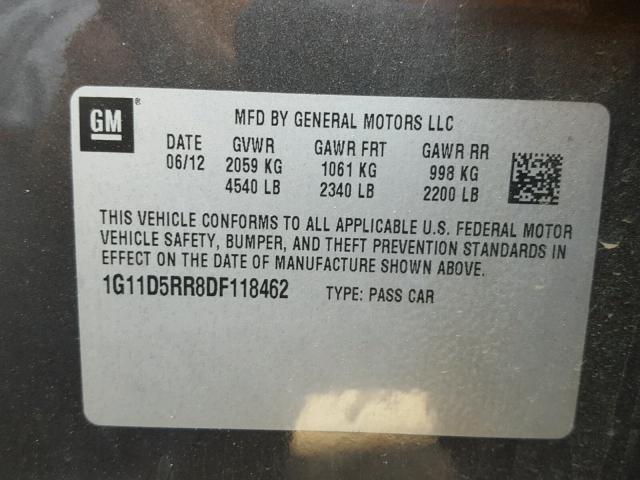 GM ®
MFD BY GENERAL MOTORS LLC
DATE GVWR GAWR FRT GAWR RR
06/12 2059 KG 1061 KG 998 KG
4540 LB 2340 LB 2200 LB
THIS VEHICLE CONFORMS TO ALL APPLICABLE U.S. FEDERAL MOTOR
VEHICLE SAFETY, BUMPER, AND THEFT PREVENTION STANDARDS IN
EFFECT ON THE DATE OF MANUFACTURE SHOWN ABOVE.
1G11D5RR8DF118462 TYPE: PASS CAR